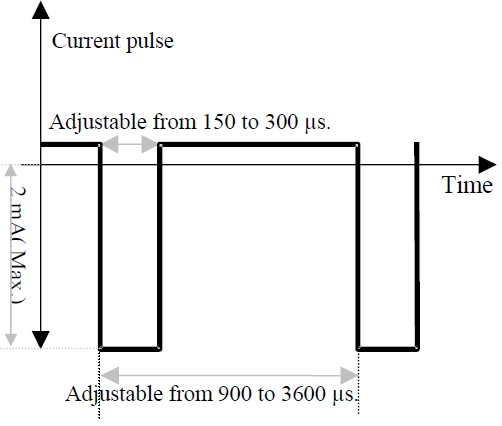 Current pulse
Adjustable from 150 to 300 µs.
Time
2 mA( Max.)
Adjustable from 900 to 3600 µs.